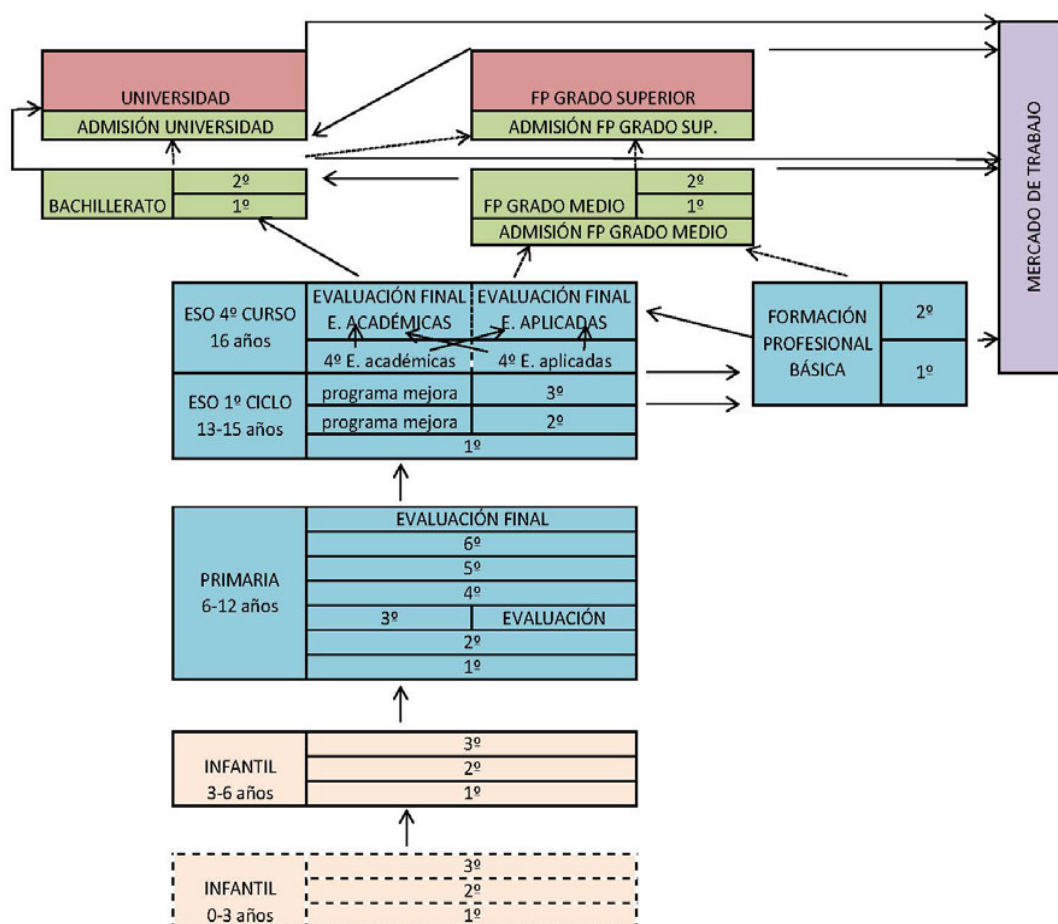 UNIVERSIDAD
ADMISIÓN UNIVERSIDAD
FP GRADO SUPERIOR
ADMISIÓN FP GRADO SUP.
MERCADO DE TRABAJO
BACHILLERATO
2º
1º
FP GRADO MEDIO
2º
1º
ADMISIÓN FP GRADO MEDIO
ESO 4º CURSO
16 años
EVALUACIÓN FINAL
E. ACADÉMICAS
EVALUACIÓN FINAL
E. APLICADAS
4º E. académicas
4º E. aplicadas
FORMACIÓN
PROFESIONAL
BÁSICA
2º
1º
ESO 1º CICLO
13-15 años
programa mejora
3º
programa mejora
2º
1º
PRIMARIA
6-12 años
EVALUACIÓN FINAL
6º
5º
4º
3º
EVALUACIÓN
2º
1º
INFANTIL
3-6 años
3º
2º
1º
INFANTIL
0-3 años
3º
2º
1º